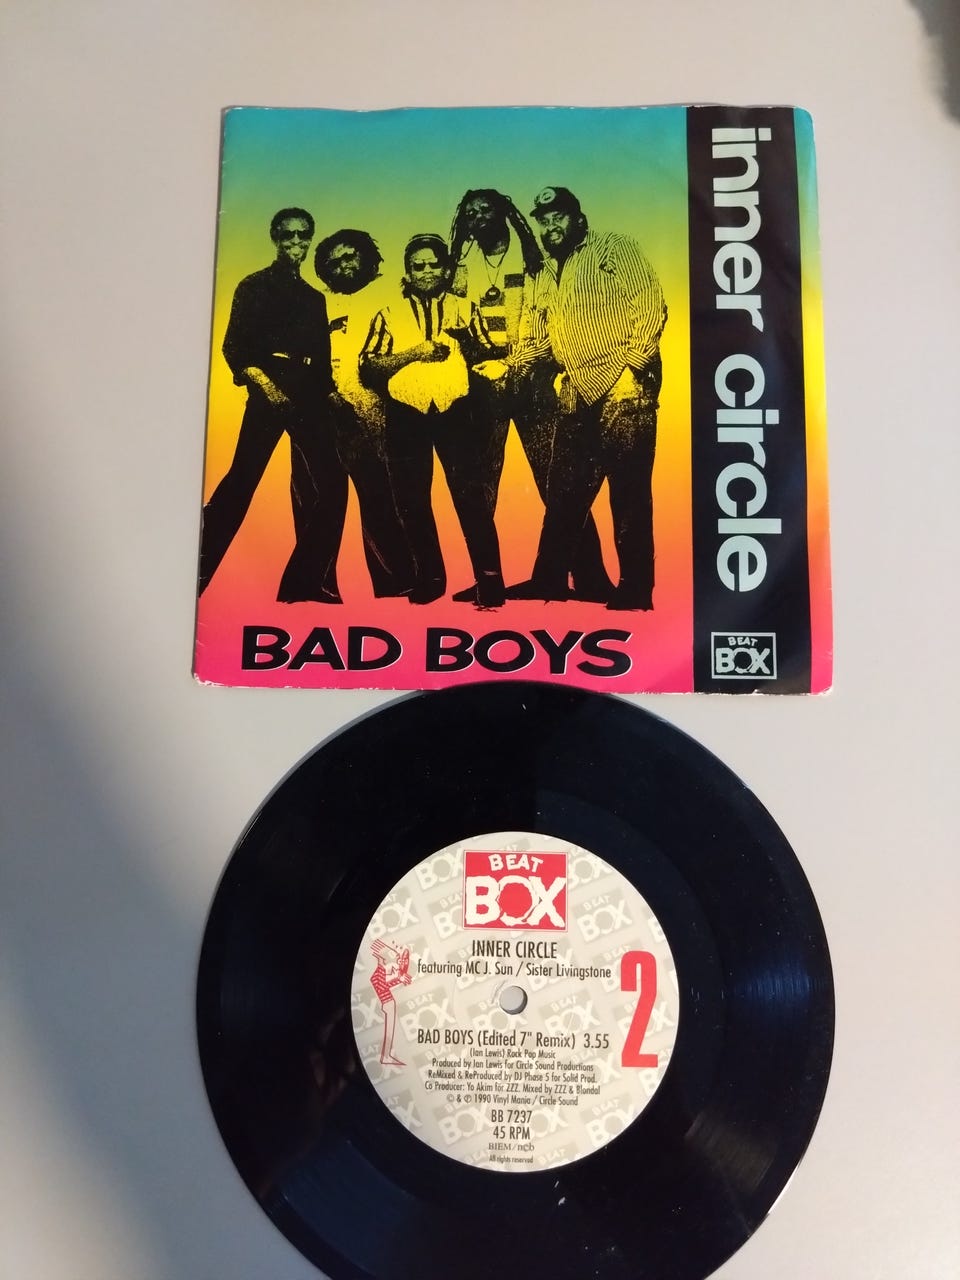 inner circle
BAD BOYS
BEAT
BOX
BEAT
BOX
INNER CIRCLE
featuring MC J. Sun / Sister Livingstone
2
BAD BOYS (Edited 7" Remix) 3.55
(Ian Lewis) Rock Pop Music
Produced by Ian Lewis for Circle Sound Productions
ReMixed & ReProduced by DJ Phase 5 for Solid Prod.
Co Producer: Yo Akim for ZZZ. Mixed by ZZZ & Blondal
© & ℗ 1990 Vinyl Mania / Circle Sound
BB 7237
45 RPM
BIEM/ncb
All rights reserved